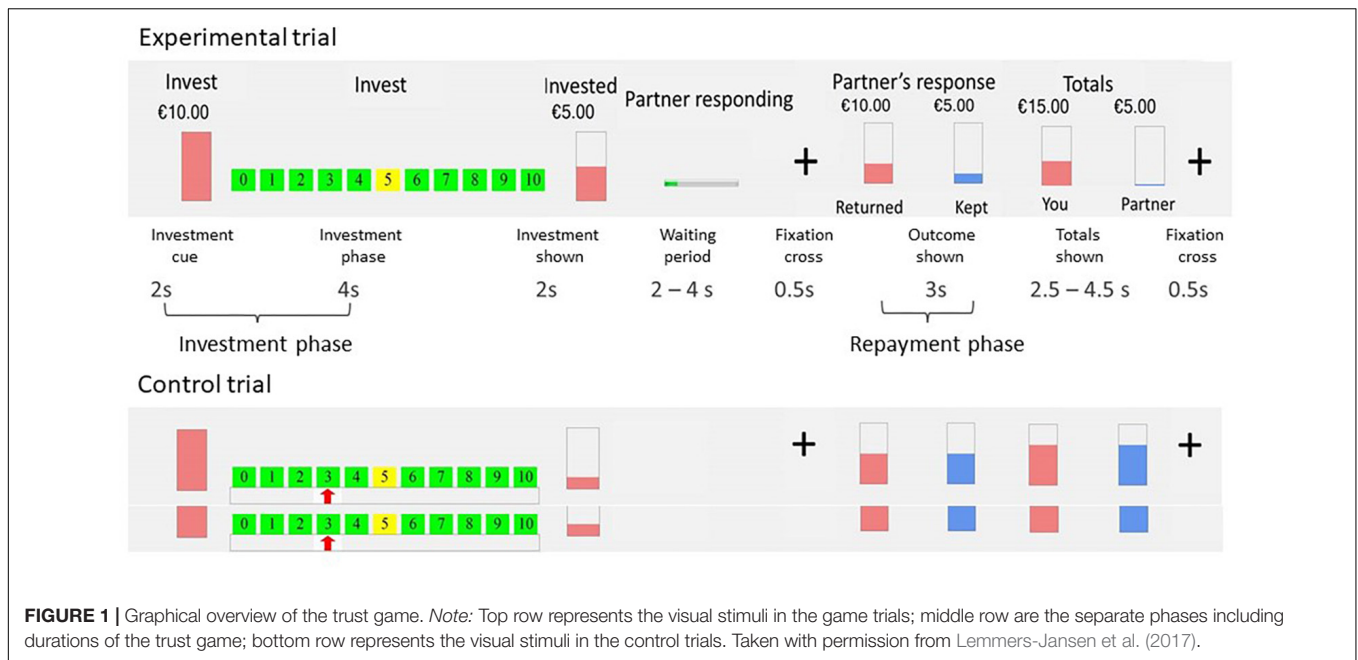 Experimental trial
Invest Invest Invested Partner responding Partner's response Totals
€10.00 €5.00 €10.00 €5.00 €15.00 €5.00
0 1 2 3 4 5 6 7 8 9 10
Returned Kept You Partner
Investment cue Investment phase Investment shown Waiting period Fixation cross Outcome shown Totals shown Fixation cross
2s 4s 2s 2 – 4 s 0.5s 3s 2.5 – 4.5 s 0.5s
Investment phase Repayment phase
Control trial
0 1 2 3 4 5 6 7 8 9 10
0 1 2 3 4 5 6 7 8 9 10
FIGURE 1 | Graphical overview of the trust game. Note: Top row represents the visual stimuli in the game trials; middle row are the separate phases including
durations of the trust game; bottom row represents the visual stimuli in the control trials. Taken with permission from Lemmers-Jansen et al. (2017).